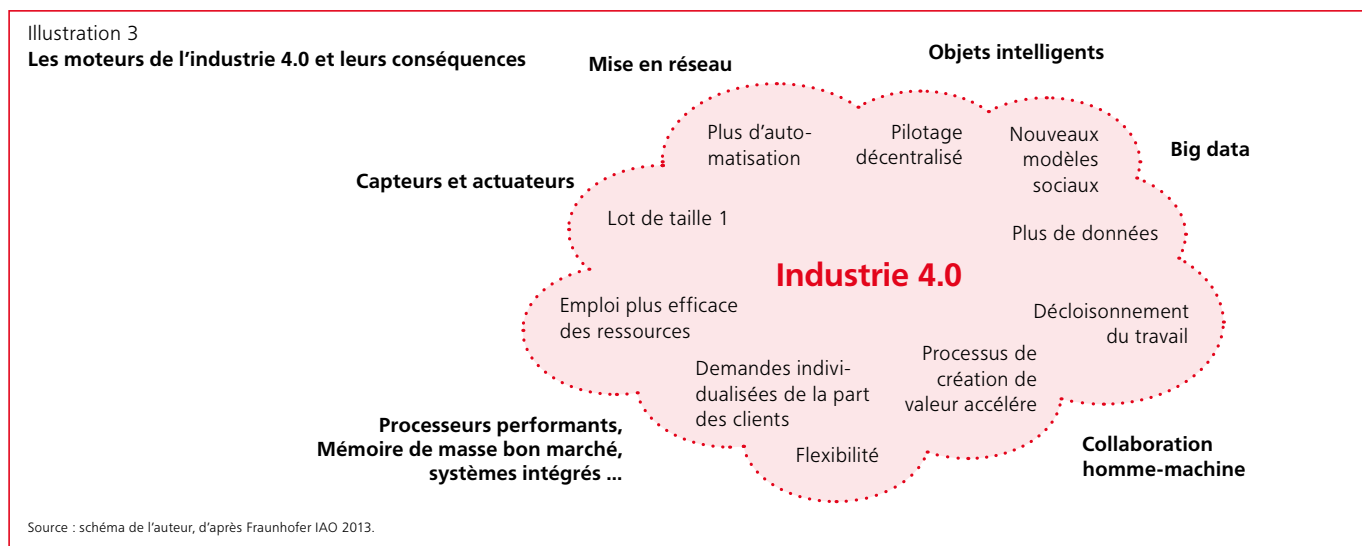 Illustration 3
Les moteurs de l'industrie 4.0 et leurs conséquences
Mise en réseau
Objets intelligents
Big data
Capteurs et actuateurs
Plus d'auto-
matisation
Pilotage
décentralisé
Nouveaux
modèles
sociaux
Lot de taille 1
Plus de données
Industrie 4.0
Emploi plus efficace
des ressources
Décloisonnement
du travail
Demandes indivi-
dualisées de la part
des clients
Processus de
création de
valeur accélére
Flexibilité
Processeurs performants,
Mémoire de masse bon marché,
systèmes intégrés ...
Collaboration
homme-machine
Source : schéma de l'auteur, d'après Fraunhofer IAO 2013.